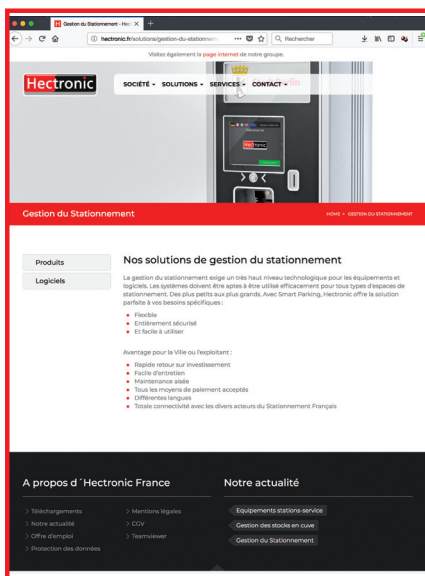 Gestion du Stationnement - Hec
hectronic.fr/solutions/gestion-du-stationnem
Rechercher
Visitez également la page internet de notre groupe.
Hectronic
SOCIÉTÉ SOLUTIONS SERVICES CONTACT
Hectronic
Gestion du Stationnement
HOME GESTION DU STATIONNEMENT
Produits
Logiciels
Nos solutions de gestion du stationnement
La gestion du stationnement exige un très haut niveau technologique pour les équipements et
logiciels. Les systèmes doivent être aptes à être utilisé efficacement pour tous types d'espaces de
stationnement. Des plus petits aux plus grands. Avec Smart Parking, Hectronic offre la solution
parfaite à vos besoins spécifiques :
Flexible
Entièrement sécurisé
Et facile à utiliser
Avantage pour la Ville ou l'exploitant :
Rapide retour sur investissement
Facile d'entretien
Maintenance aisée
Tous les moyens de paiement acceptés
Différentes langues
Totale connectivité avec les divers acteurs du Stationnement Français
A propos d´Hectronic France
> Téléchargements
> Notre actualité
> Offre d'emploi
> Protection des données
> Mentions légales
> CGV
> Teamviewer
Notre actualité
Equipements stations-service
Gestion des stocks en cuve
Gestion du Stationnement